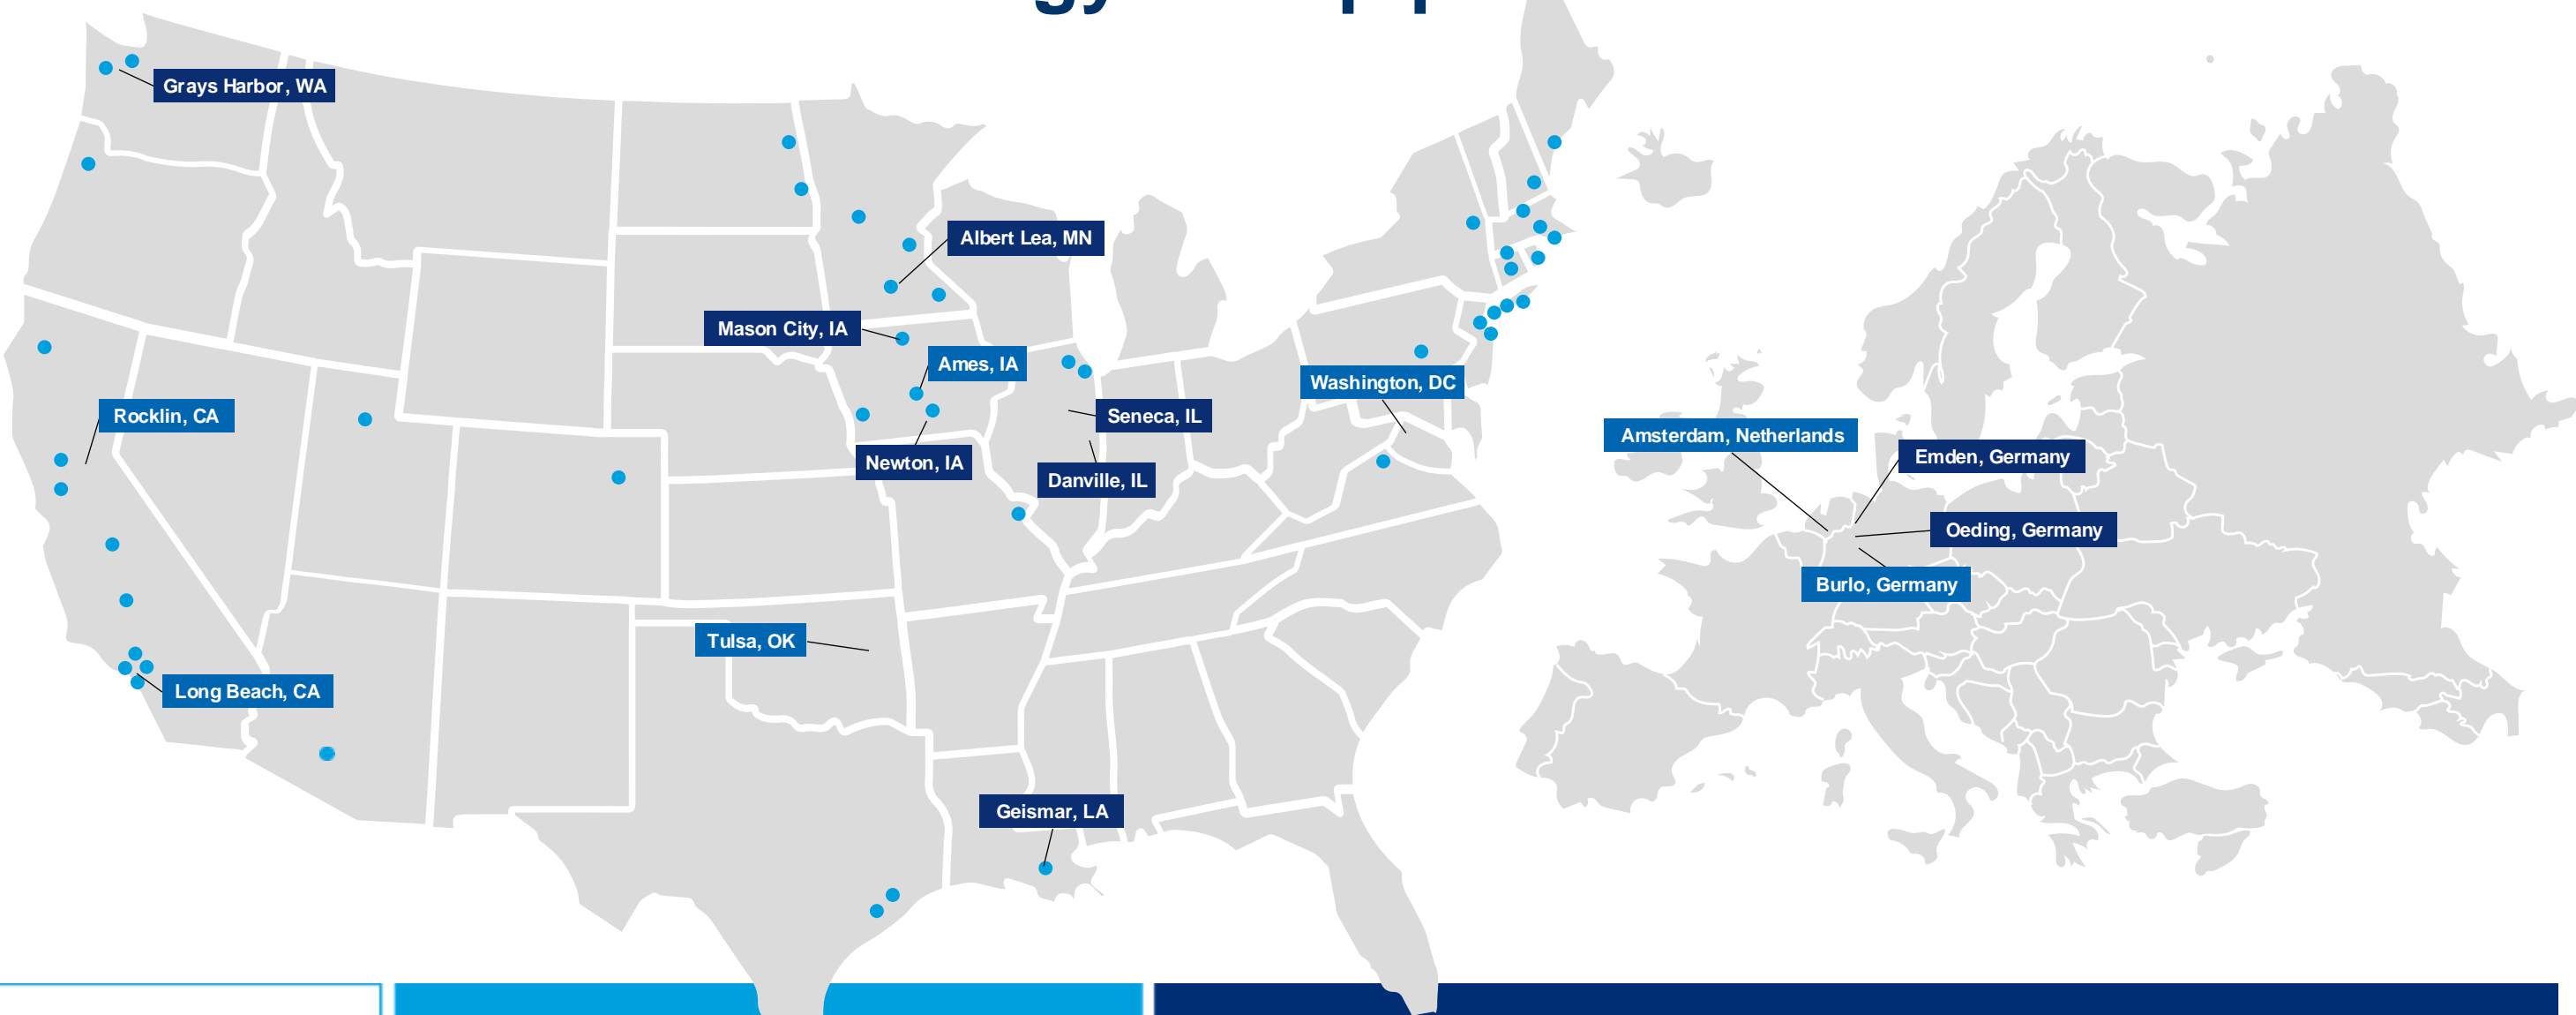 Grays Harbor, WA
Albert Lea, MN
Mason City, IA
Ames, IA
Washington, DC
Rocklin, CA
Seneca, IL
Amsterdam, Netherlands
Emden, Germany
Newton, IA
Danville, IL
Oeding, Germany
Burlo, Germany
Tulsa, OK
Long Beach, CA
Geismar, LA